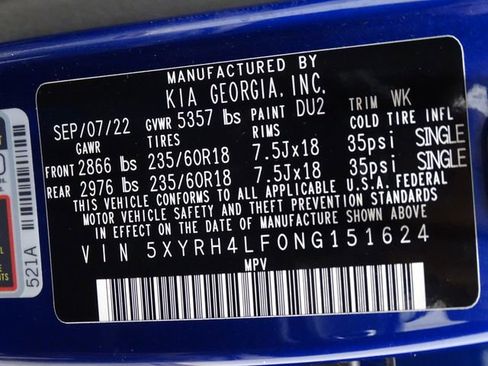 MANUFACTURED BY
KIA GEORGIA, INC.
SEP/07/22 GVWR 5357 lbs PAINT DU2 TRIM WK
GAWR TIRES RIMS COLD TIRE INFL
FRONT 2866 lbs 235/60R18 7.5Jx18 35psi SINGLE
REAR 2976 lbs 235/60R18 7.5Jx18 35psi SINGLE
THIS VEHICLE CONFORMS TO ALL APPLICABLE U.S.A. FEDERAL
MOTOR VEHICLE SAFETY AND THEFT PREVENTION STANDARDS
IN EFFECT ON THE DATE OF MANUFACTURE SHOWN ABOVE.
VIN 5XYRH4LF0NG151624
MPV
521A